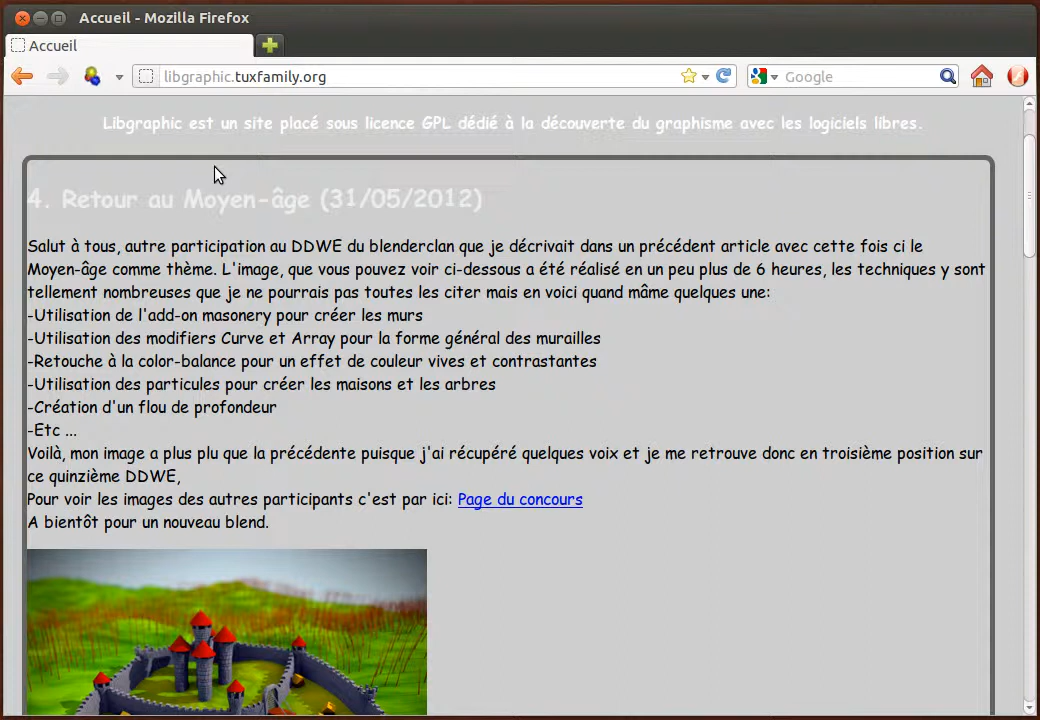 Accueil - Mozilla Firefox
Accueil
libgraphic.tuxfamily.org
Google
Libgraphic est un site placé sous licence GPL dédié à la découverte du graphisme avec les logiciels libres.
4. Retour au Moyen-âge (31/05/2012)
Salut à tous, autre participation au DDWE du blenderclan que je décrivait dans un précédent article avec cette fois ci le
Moyen-âge comme thème. L'image, que vous pouvez voir ci-dessous a été réalisé en un peu plus de 6 heures, les techniques y sont
tellement nombreuses que je ne pourrais pas toutes les citer mais en voici quand mâme quelques une:
-Utilisation de l'add-on masonery pour créer les murs
-Utilisation des modifiers Curve et Array pour la forme général des murailles
-Retouche à la color-balance pour un effet de couleur vives et contrastantes
-Utilisation des particules pour créer les maisons et les arbres
-Création d'un flou de profondeur
-Etc ...
Voilà, mon image a plus plu que la précédente puisque j'ai récupéré quelques voix et je me retrouve donc en troisième position sur
ce quinzième DDWE,
Pour voir les images des autres participants c'est par ici: Page du concours
A bientôt pour un nouveau blend.